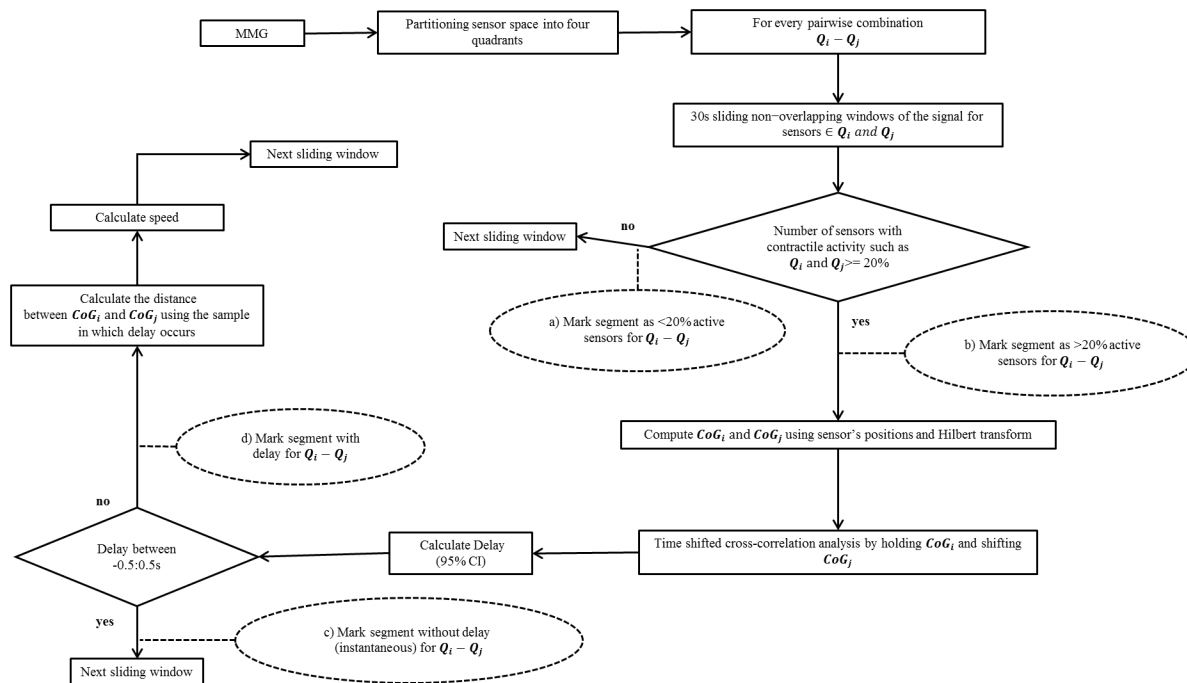 MMG
Partitioning sensor space into four
quadrants
For every pairwise combination
Q_i − Q_j
30s sliding non−overlapping windows of the signal for
sensors ∈ Q_i and Q_j
Number of sensors with
contractile activity such as
Q_i and Q_j>= 20%
no
Next sliding window
a) Mark segment as <20% active
sensors for Q_i − Q_j
yes
b) Mark segment as >20% active
sensors for Q_i − Q_j
Compute CoG_i and CoG_j using sensor's positions and Hilbert transform
Time shifted cross-correlation analysis by holding CoG_i and shifting
CoG_j
Calculate Delay
(95% CI)
Delay between
-0.5:0.5s
yes
c) Mark segment without delay
(instantaneous) for Q_i − Q_j
Next sliding window
no
d) Mark segment with
delay for Q_i − Q_j
Calculate the distance
between CoG_i and CoG_j using the sample
in which delay occurs
Calculate speed
Next sliding window